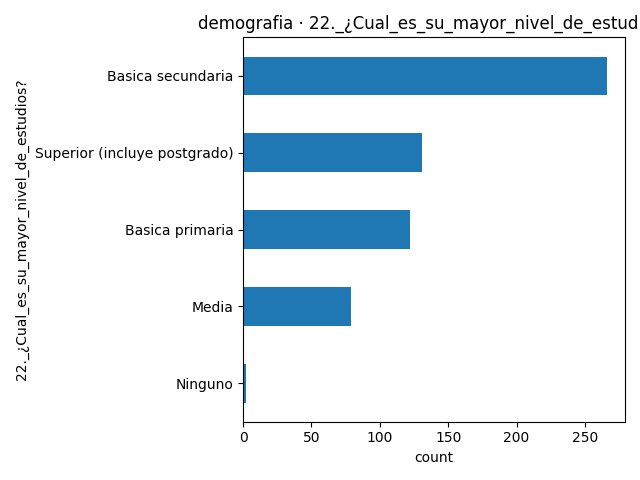 demografia · 22._¿Cual_es_su_mayor_nivel_de_estud
22._¿Cual_es_su_mayor_nivel_de_estudios?
Basica secundaria
Superior (incluye postgrado)
Basica primaria
Media
Ninguno
0 50 100 150 200 250
count